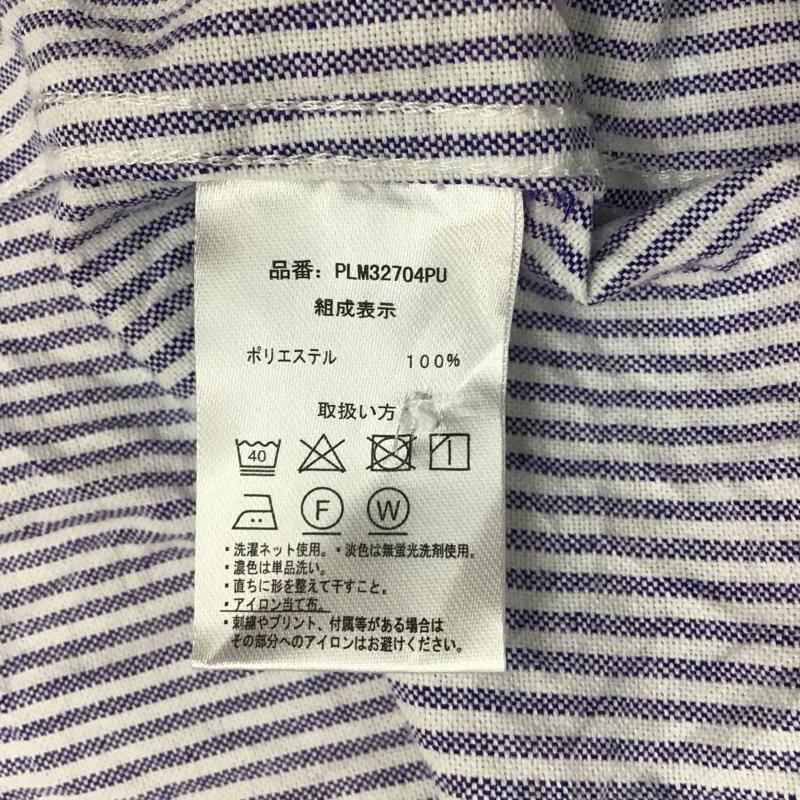 品番: PLM32704PU
組成表示
ポリエステル 100%
取扱い方
40
F W
・洗濯ネット使用。・淡色は無蛍光洗剤使用。
・濃色は単品洗い。
・直ちに形を整えて干すこと。
・アイロン当て布。
・刺繍やプリント、付属等がある場合は
その部分へのアイロンはお避けください。